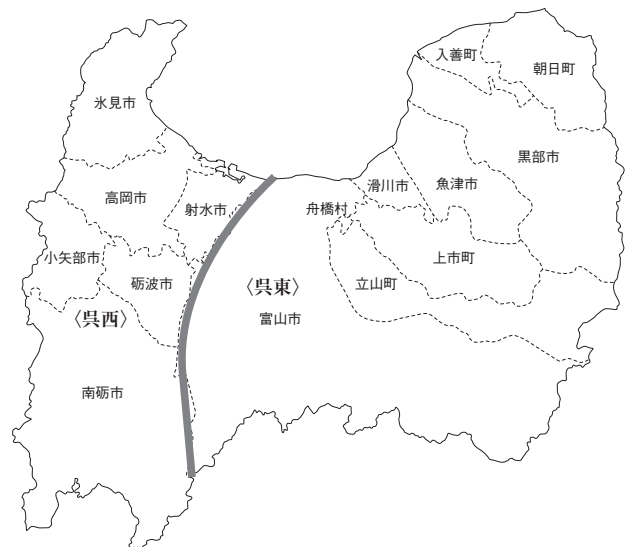 入善町
朝日町
氷見市
黒部市
滑川市
魚津市
高岡市
射水市
舟橋村
上市町
小矢部市
砺波市
〈呉東〉
立山町
〈呉西〉
富山市
南砺市